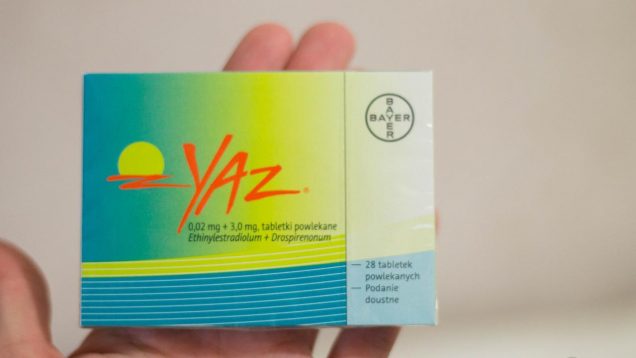 BAYER
BAYER
YAZ®
0,02 mg + 3,0 mg, tabletki powlekane
Ethinylestradiolum + Drospirenonum
— 28 tabletek
powlekanych
— Podanie
doustne